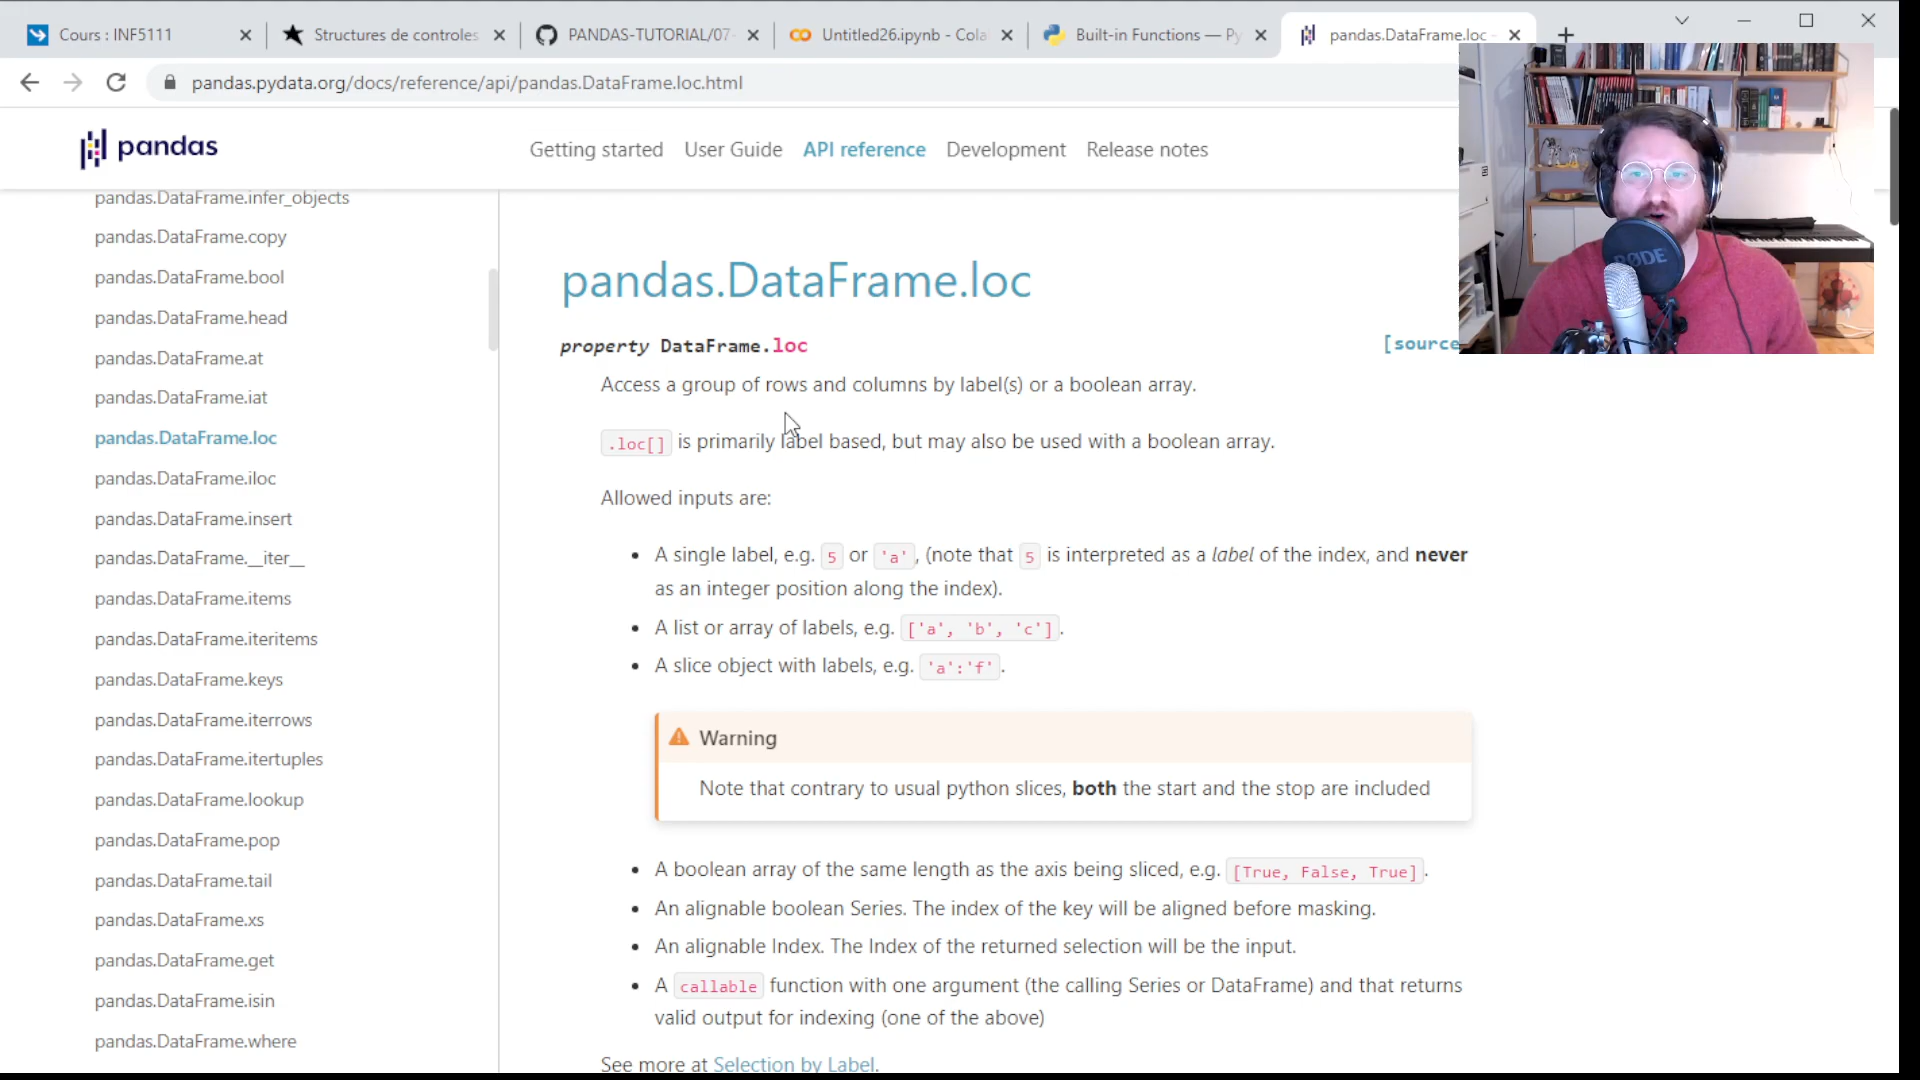 Cours : INF5111
Structures de controles
PANDAS-TUTORIAL/07-
Untitled26.ipynb - Cola
Built-in Functions — Py
pandas.DataFrame.loc -
pandas.pydata.org/docs/reference/api/pandas.DataFrame.loc.html
pandas
Getting started
User Guide
API reference
Development
Release notes
pandas.DataFrame.infer_objects
pandas.DataFrame.copy
pandas.DataFrame.bool
pandas.DataFrame.head
pandas.DataFrame.at
pandas.DataFrame.iat
pandas.DataFrame.loc
pandas.DataFrame.iloc
pandas.DataFrame.insert
pandas.DataFrame.__iter__
pandas.DataFrame.items
pandas.DataFrame.iteritems
pandas.DataFrame.keys
pandas.DataFrame.iterrows
pandas.DataFrame.itertuples
pandas.DataFrame.lookup
pandas.DataFrame.pop
pandas.DataFrame.tail
pandas.DataFrame.xs
pandas.DataFrame.get
pandas.DataFrame.isin
pandas.DataFrame.where
pandas.DataFrame.loc
property DataFrame.loc
[source
Access a group of rows and columns by label(s) or a boolean array.
.loc[] is primarily label based, but may also be used with a boolean array.
Allowed inputs are:
• A single label, e.g. 5 or 'a', (note that 5 is interpreted as a label of the index, and never
as an integer position along the index).
• A list or array of labels, e.g. ['a', 'b', 'c'].
• A slice object with labels, e.g. 'a':'f'.
Warning
Note that contrary to usual python slices, both the start and the stop are included
• A boolean array of the same length as the axis being sliced, e.g. [True, False, True].
• An alignable boolean Series. The index of the key will be aligned before masking.
• An alignable Index. The Index of the returned selection will be the input.
• A callable function with one argument (the calling Series or DataFrame) and that returns
valid output for indexing (one of the above)
See more at Selection by Label.
RØDE